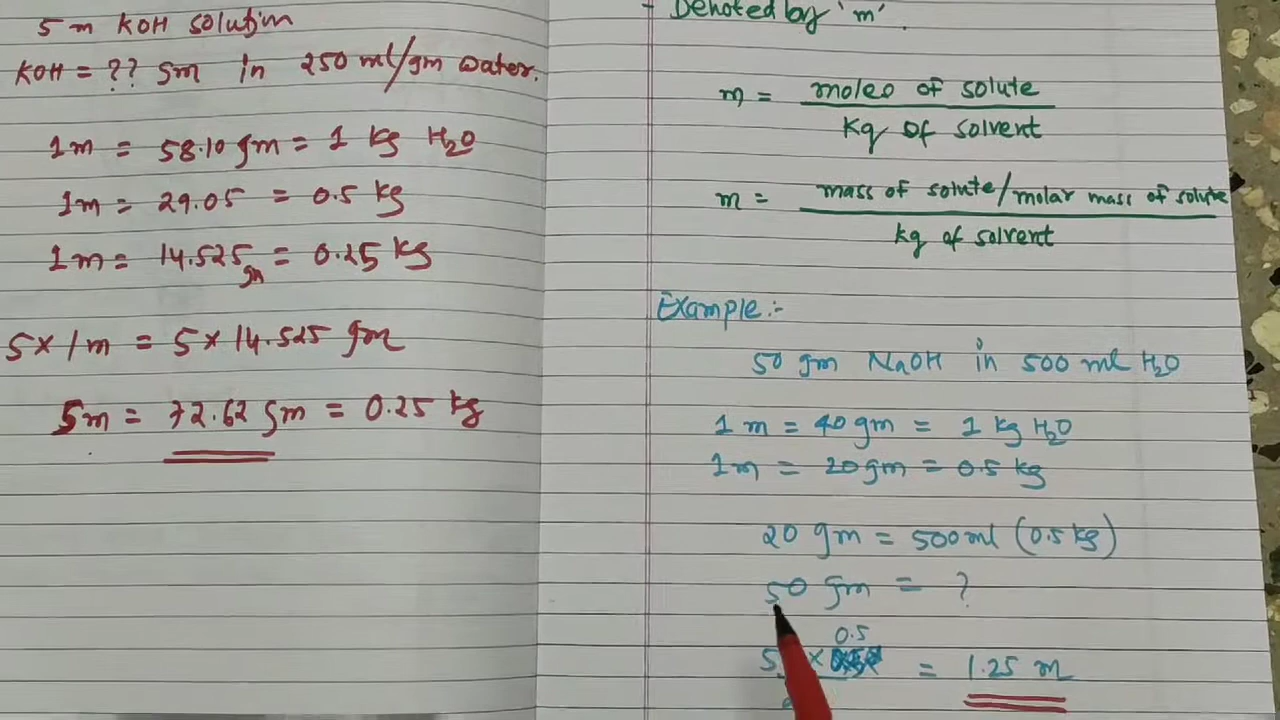 5 m KOH solution
KOH = ?? gm in 250 ml/gm water.
1m = 58.10 gm = 1 kg H2O
1m = 29.05 = 0.5 kg
1m = 14.525 gm = 0.25 kg
5 x 1m = 5 x 14.525 gm
5m = 72.62 gm = 0.25 kg
- Denoted by 'm'.
m = moles of solute
Kg of solvent
m = mass of solute/molar mass of solute
kg of solvent
Example:-
50 gm NaOH in 500 ml H2O
1 m = 40 gm = 1 kg H2O
1m = 20 gm = 0.5 kg
20 gm = 500 ml (0.5 kg)
50 gm = ?
0.5
5 x = 1.25 m